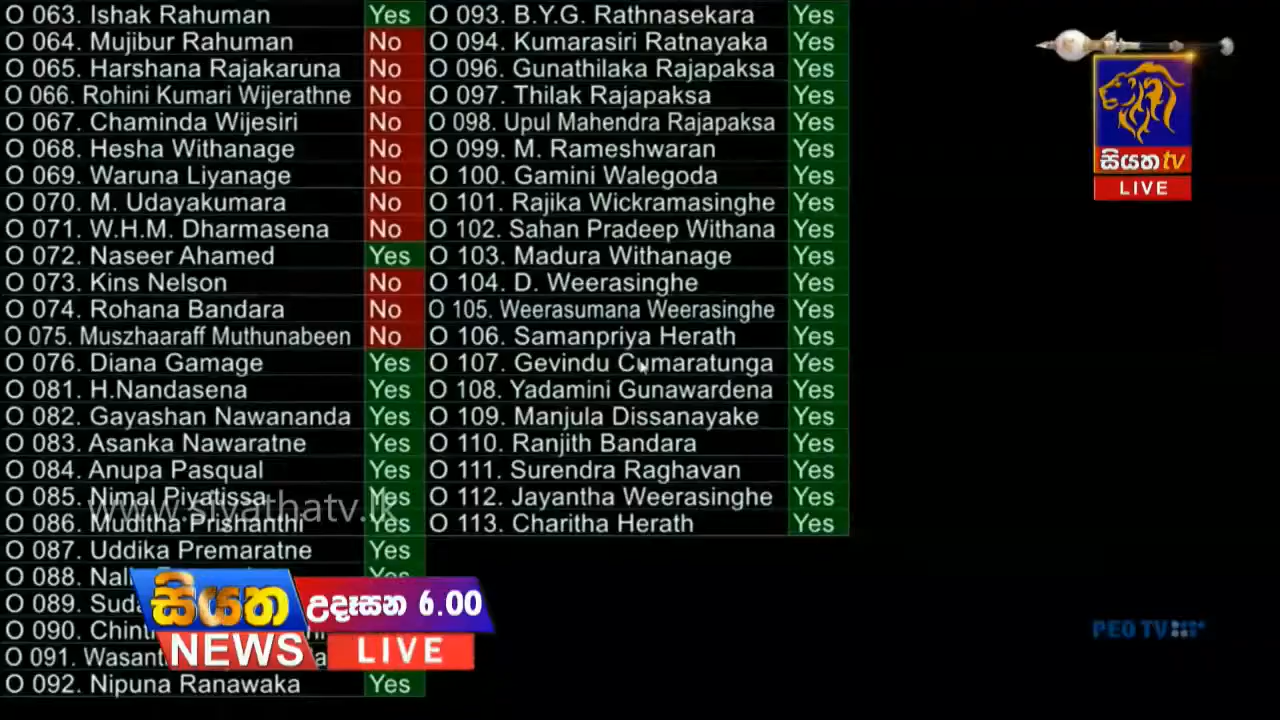 O 063. Ishak Rahuman Yes
O 064. Mujibur Rahuman No
O 065. Harshana Rajakaruna No
O 066. Rohini Kumari Wijerathne No
O 067. Chaminda Wijesiri No
O 068. Hesha Withanage No
O 069. Waruna Liyanage No
O 070. M. Udayakumara No
O 071. W.H.M. Dharmasena No
O 072. Naseer Ahamed Yes
O 073. Kins Nelson No
O 074. Rohana Bandara No
O 075. Muszhaaraff Muthunabeen No
O 076. Diana Gamage Yes
O 081. H.Nandasena Yes
O 082. Gayashan Nawananda Yes
O 083. Asanka Nawaratne Yes
O 084. Anupa Pasqual Yes
O 085. Nimal Piyatissa Yes
www.siyathatv.lk
O 086. Muditha Prishanthi Yes
O 087. Uddika Premaratne Yes
O 088. Yes
O 089.
O 090.
O 091.
O 092. Nipuna Ranawaka Yes
O 093. B.Y.G. Rathnasekara Yes
O 094. Kumarasiri Ratnayaka Yes
O 096. Gunathilaka Rajapaksa Yes
O 097. Thilak Rajapaksa Yes
O 098. Upul Mahendra Rajapaksa Yes
O 099. M. Rameshwaran Yes
O 100. Gamini Walegoda Yes
O 101. Rajika Wickramasinghe Yes
O 102. Sahan Pradeep Withana Yes
O 103. Madura Withanage Yes
O 104. D. Weerasinghe Yes
O 105. Weerasumana Weerasinghe Yes
O 106. Samanpriya Herath Yes
O 107. Gevindu Cumaratunga Yes
O 108. Yadamini Gunawardena Yes
O 109. Manjula Dissanayake Yes
O 110. Ranjith Bandara Yes
O 111. Surendra Raghavan Yes
O 112. Jayantha Weerasinghe Yes
O 113. Charitha Herath Yes
සියත tv
LIVE
සියත උදෑසන 6.00
NEWS LIVE
PEO TV